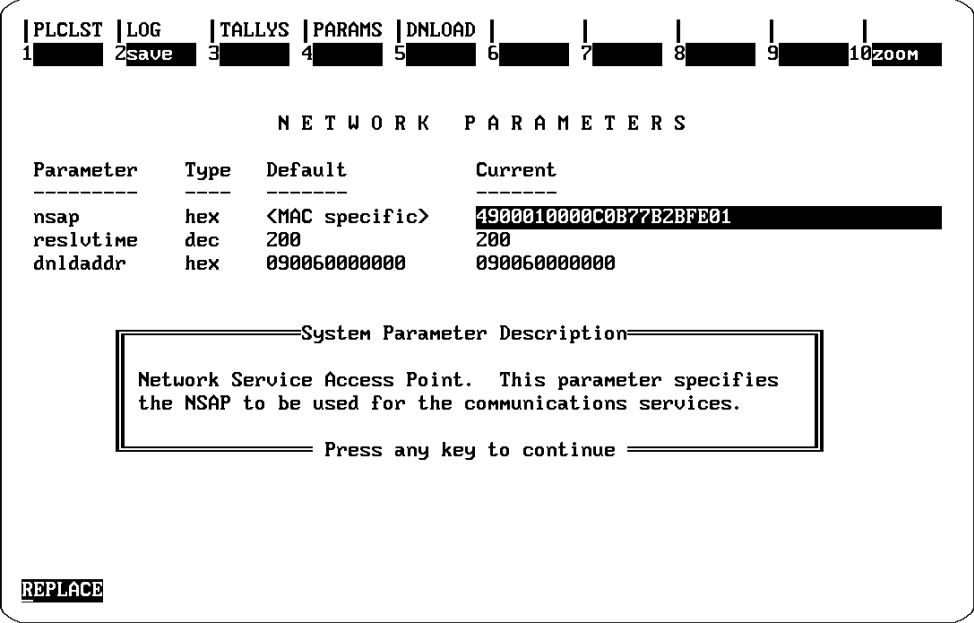 |PLCLST |LOG |TALLYS |PARAMS |DNLOAD | | | | |
1 2save 3 4 5 6 7 8 9 10zoom
N E T W O R K P A R A M E T E R S
Parameter Type Default Current
--------- ---- ------- -------
nsap hex <MAC specific> 4900010000C0B77B2BFE01
reslvtime dec 200 200
dnldaddr hex 090060000000 090060000000
System Parameter Description
Network Service Access Point. This parameter specifies
the NSAP to be used for the communications services.
Press any key to continue
REPLACE